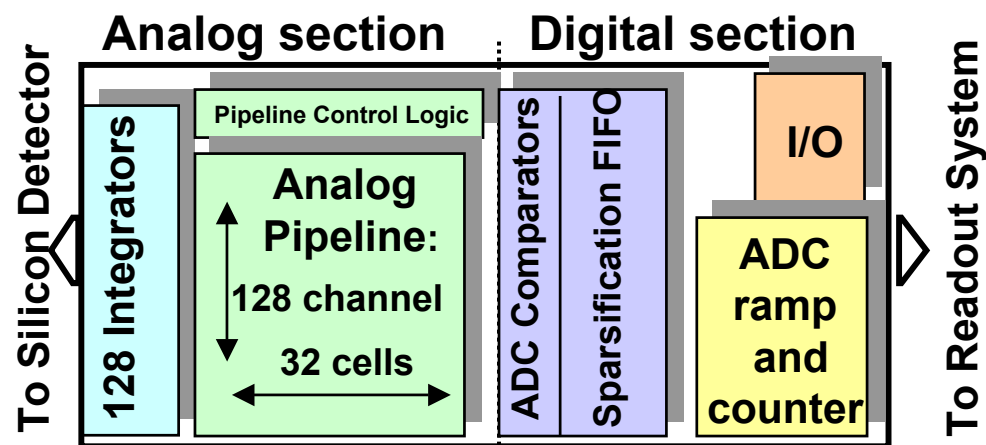 Analog section
Digital section
To Silicon Detector
128 Integrators
Pipeline Control Logic
Analog
Pipeline:
128 channel
32 cells
ADC Comparators
Sparsification FIFO
I/O
ADC
ramp
and
counter
To Readout System